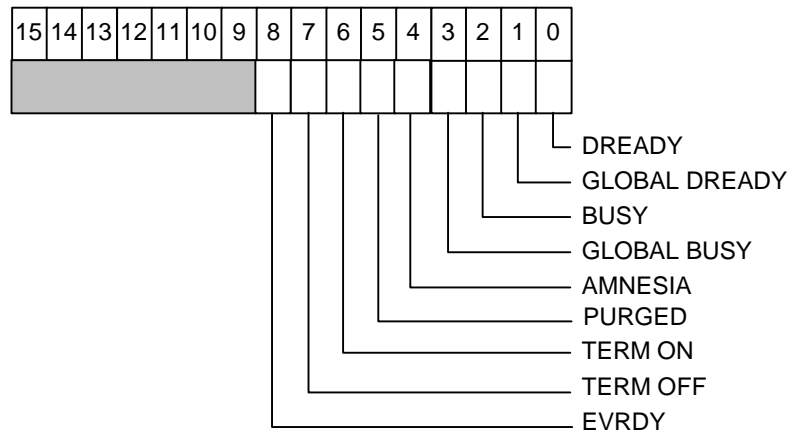 15 14 13 12 11 10 9 8 7 6 5 4 3 2 1 0
DREADY
GLOBAL DREADY
BUSY
GLOBAL BUSY
AMNESIA
PURGED
TERM ON
TERM OFF
EVRDY